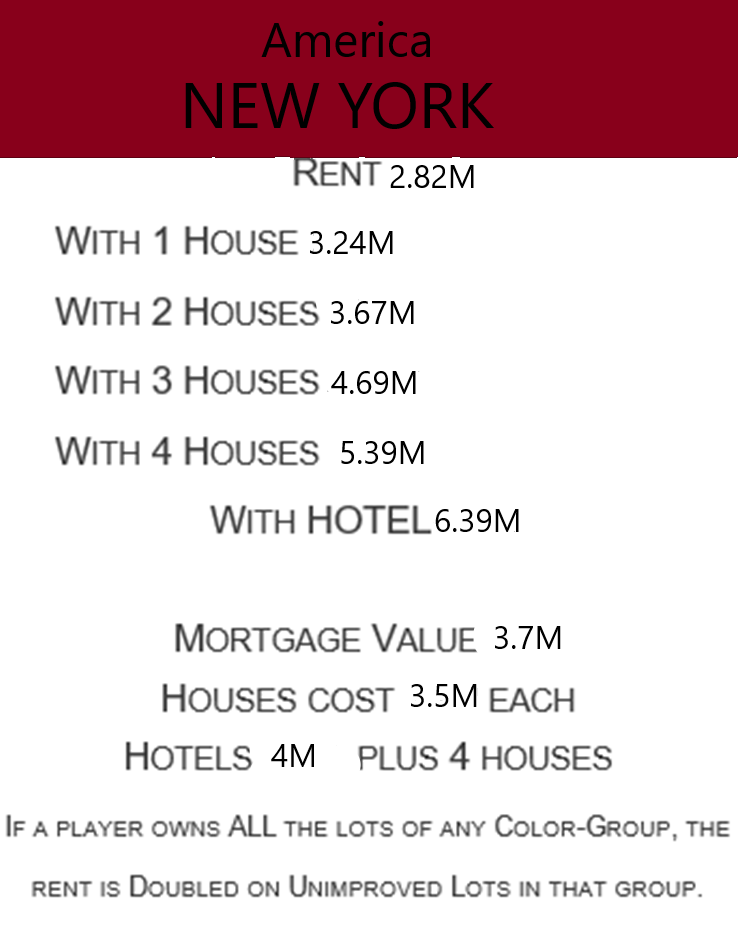 America
NEW YORK
RENT 2.82M
WITH 1 HOUSE 3.24M
WITH 2 HOUSES 3.67M
WITH 3 HOUSES 4.69M
WITH 4 HOUSES 5.39M
WITH HOTEL 6.39M
MORTGAGE VALUE 3.7M
HOUSES COST 3.5M EACH
HOTELS 4M PLUS 4 HOUSES
IF A PLAYER OWNS ALL THE LOTS OF ANY COLOR-GROUP, THE
RENT IS DOUBLED ON UNIMPROVED LOTS IN THAT GROUP.